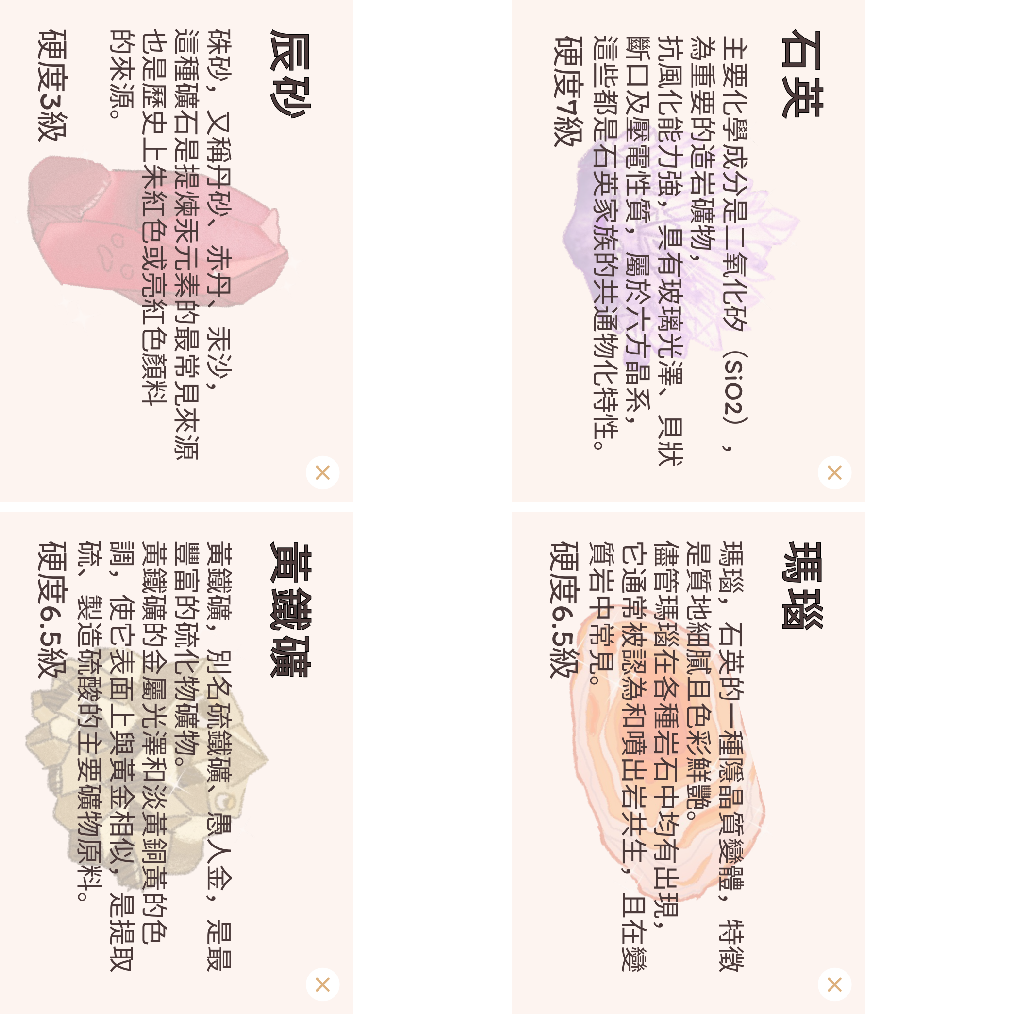 辰砂
硃砂，又稱丹砂、赤丹、汞沙，
這種礦石是提煉汞元素的最常見來源
也是歷史上朱紅色或亮紅色顏料
的來源。
硬度3級
石英
主要化學成分是二氧化矽（SiO2），
為重要的造岩礦物，
抗風化能力強，具有玻璃光澤、貝狀
斷口及壓電性質，屬於六方晶系，
這些都是石英家族的共通物化特性。
硬度7級
黃鐵礦
黃鐵礦，別名硫鐵礦、愚人金，是最
豐富的硫化物礦物。
黃鐵礦的金屬光澤和淡黃銅黃的色
調，使它表面上與黃金相似，是提取
硫、製造硫酸的主要礦物原料。
硬度6.5級
瑪瑙
瑪瑙，石英的一種隱晶質變體，特徵
是質地細膩且色彩鮮艷。
儘管瑪瑙在各種岩石中均有出現，
它通常被認為和噴出岩共生，且在變
質岩中常見。
硬度6.5級